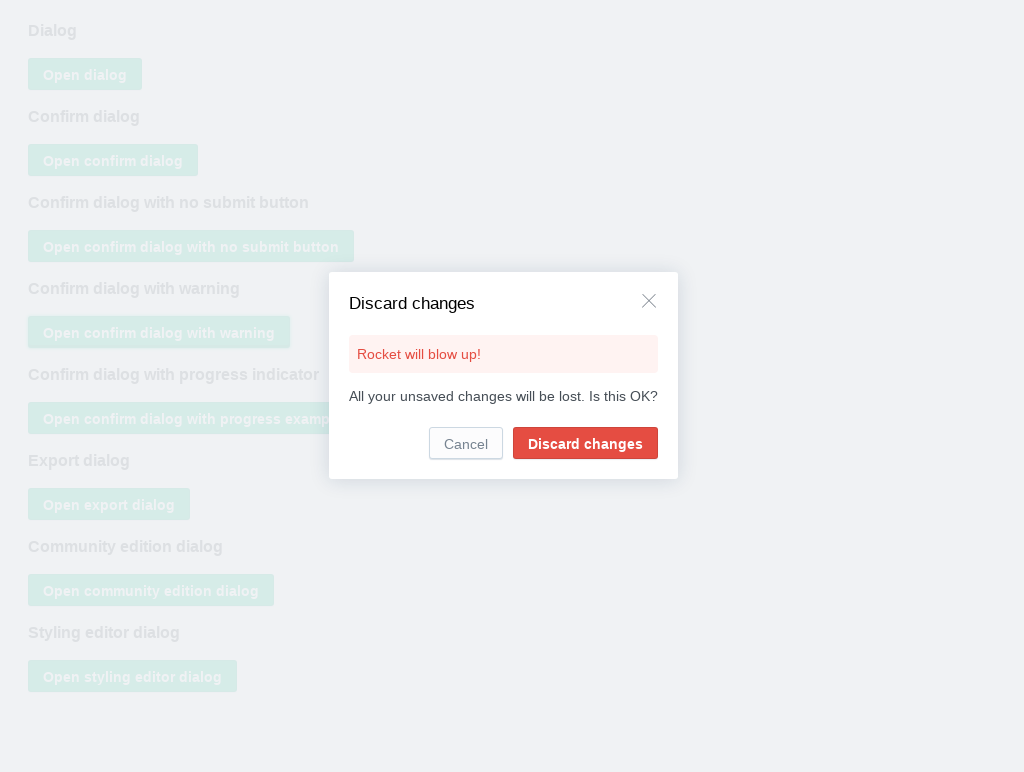 Dialog
Open dialog
Confirm dialog
Open confirm dialog
Confirm dialog with no submit button
Open confirm dialog with no submit button
Confirm dialog with warning
Open confirm dialog with warning
Confirm dialog with progress indicator
Open confirm dialog with progress examp
Export dialog
Open export dialog
Community edition dialog
Open community edition dialog
Styling editor dialog
Open styling editor dialog
Discard changes
Rocket will blow up!
All your unsaved changes will be lost. Is this OK?
Cancel
Discard changes